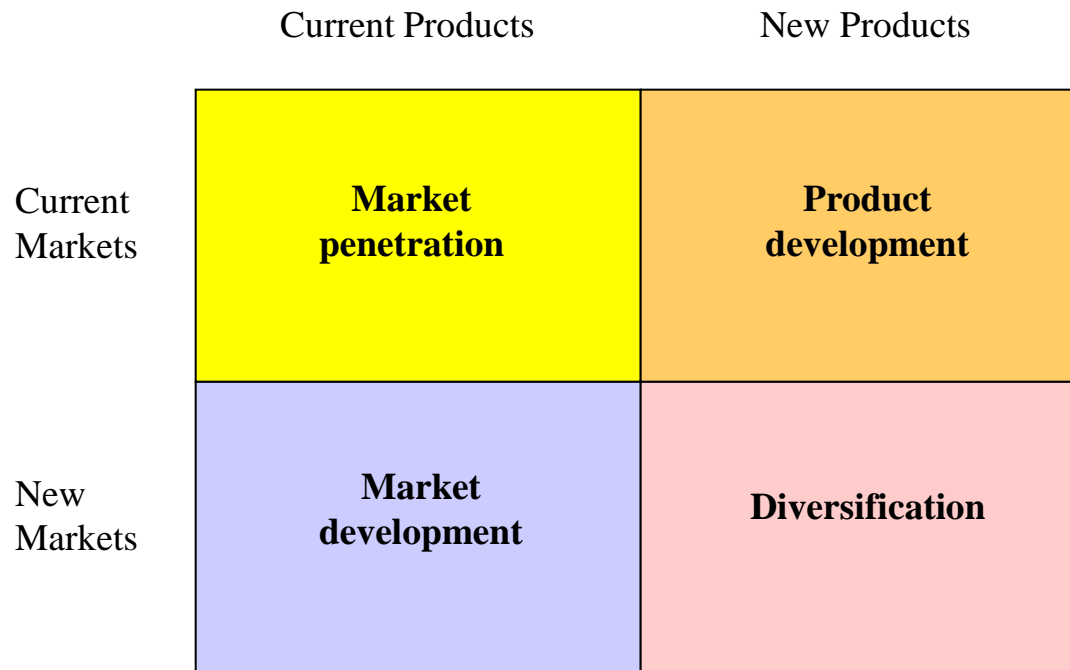 Current Products New Products
Current
Markets
Market
penetration
Product
development
New
Markets
Market
development
Diversification